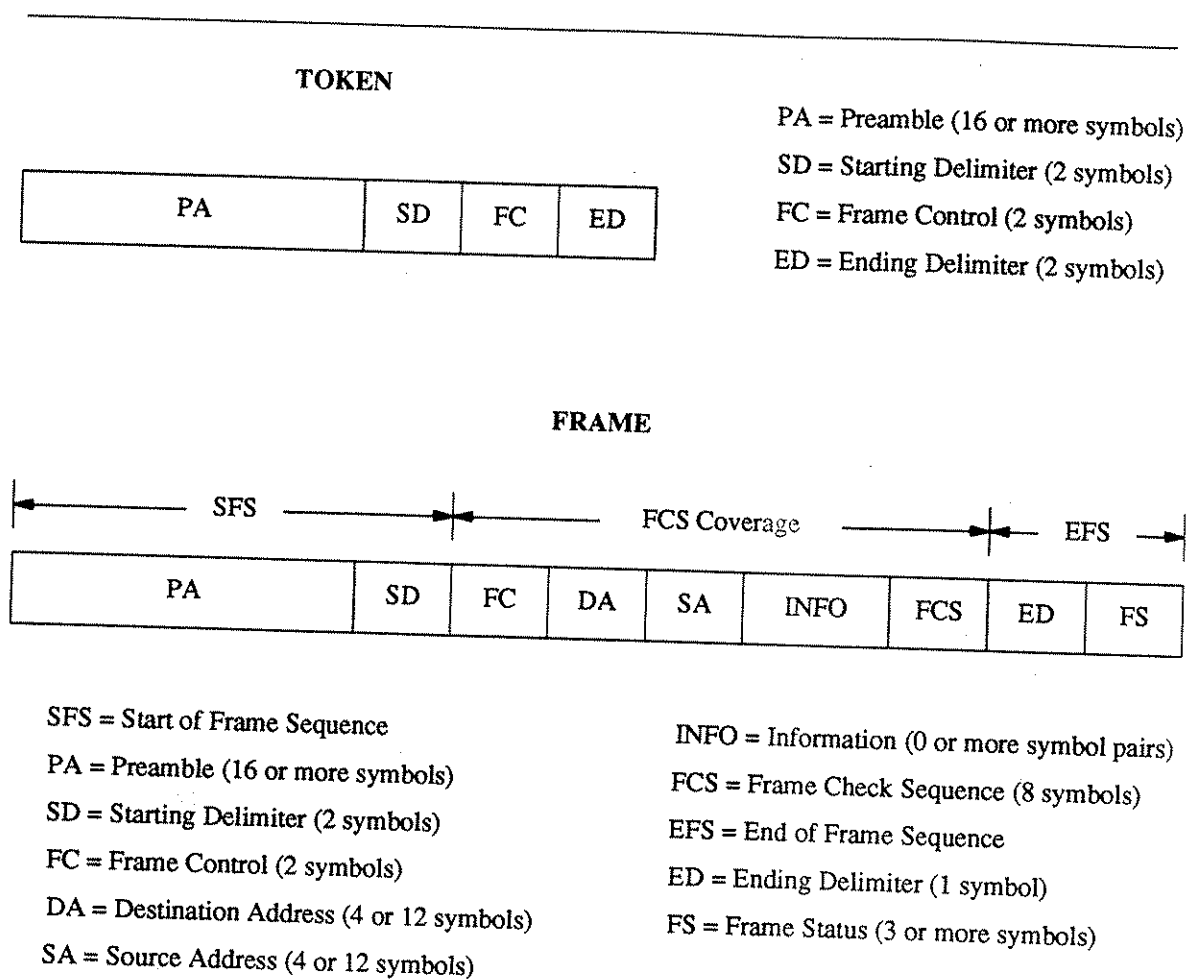 TOKEN
PA SD FC ED
PA = Preamble (16 or more symbols)
SD = Starting Delimiter (2 symbols)
FC = Frame Control (2 symbols)
ED = Ending Delimiter (2 symbols)
FRAME
SFS FCS Coverage EFS
PA SD FC DA SA INFO FCS ED FS
SFS = Start of Frame Sequence
PA = Preamble (16 or more symbols)
SD = Starting Delimiter (2 symbols)
FC = Frame Control (2 symbols)
DA = Destination Address (4 or 12 symbols)
SA = Source Address (4 or 12 symbols)
INFO = Information (0 or more symbol pairs)
FCS = Frame Check Sequence (8 symbols)
EFS = End of Frame Sequence
ED = Ending Delimiter (1 symbol)
FS = Frame Status (3 or more symbols)